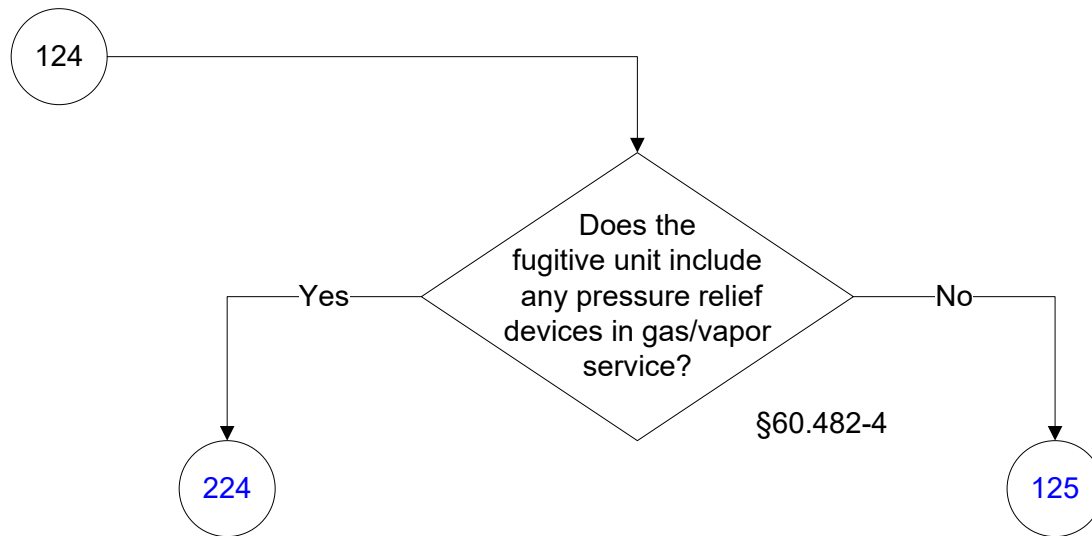 124
Does the
fugitive unit include
any pressure relief
devices in gas/vapor
service?
Yes
No
§60.482-4
224
125